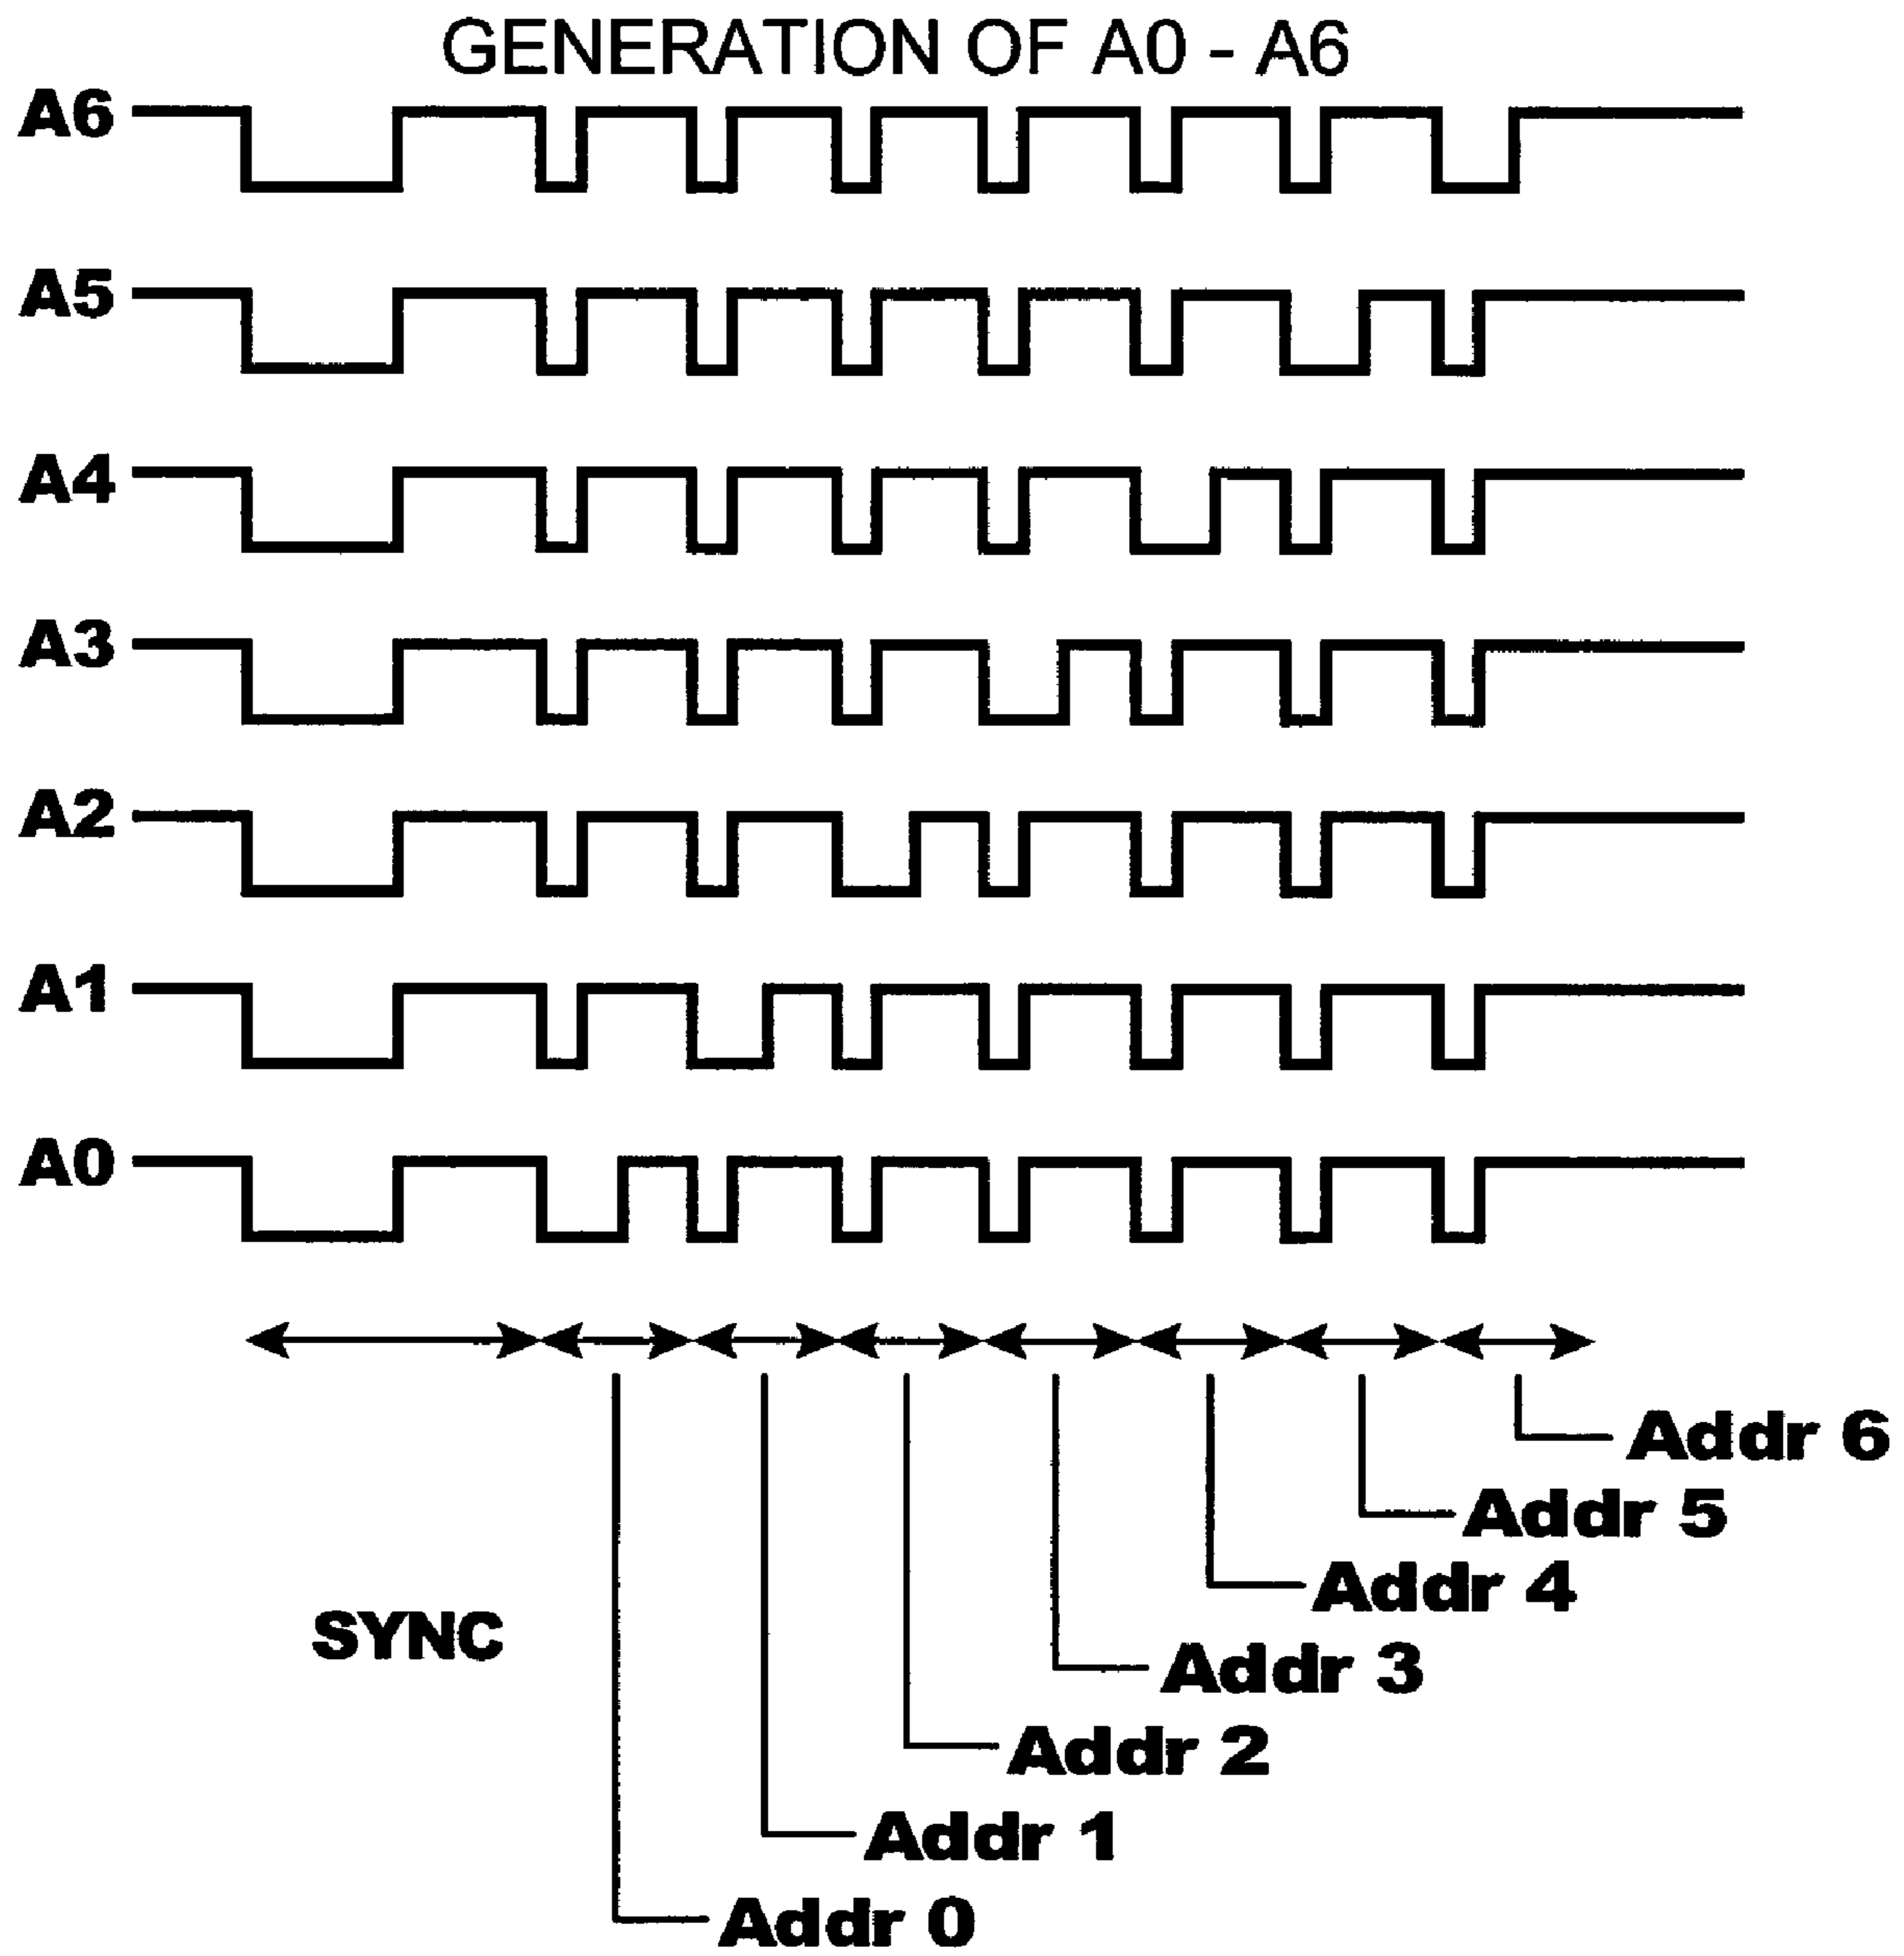 GENERATION OF A0 - A6
A6
A5
A4
A3
A2
A1
A0
Addr 6
Addr 5
Addr 4
SYNC
Addr 3
Addr 2
Addr 1
Addr 0